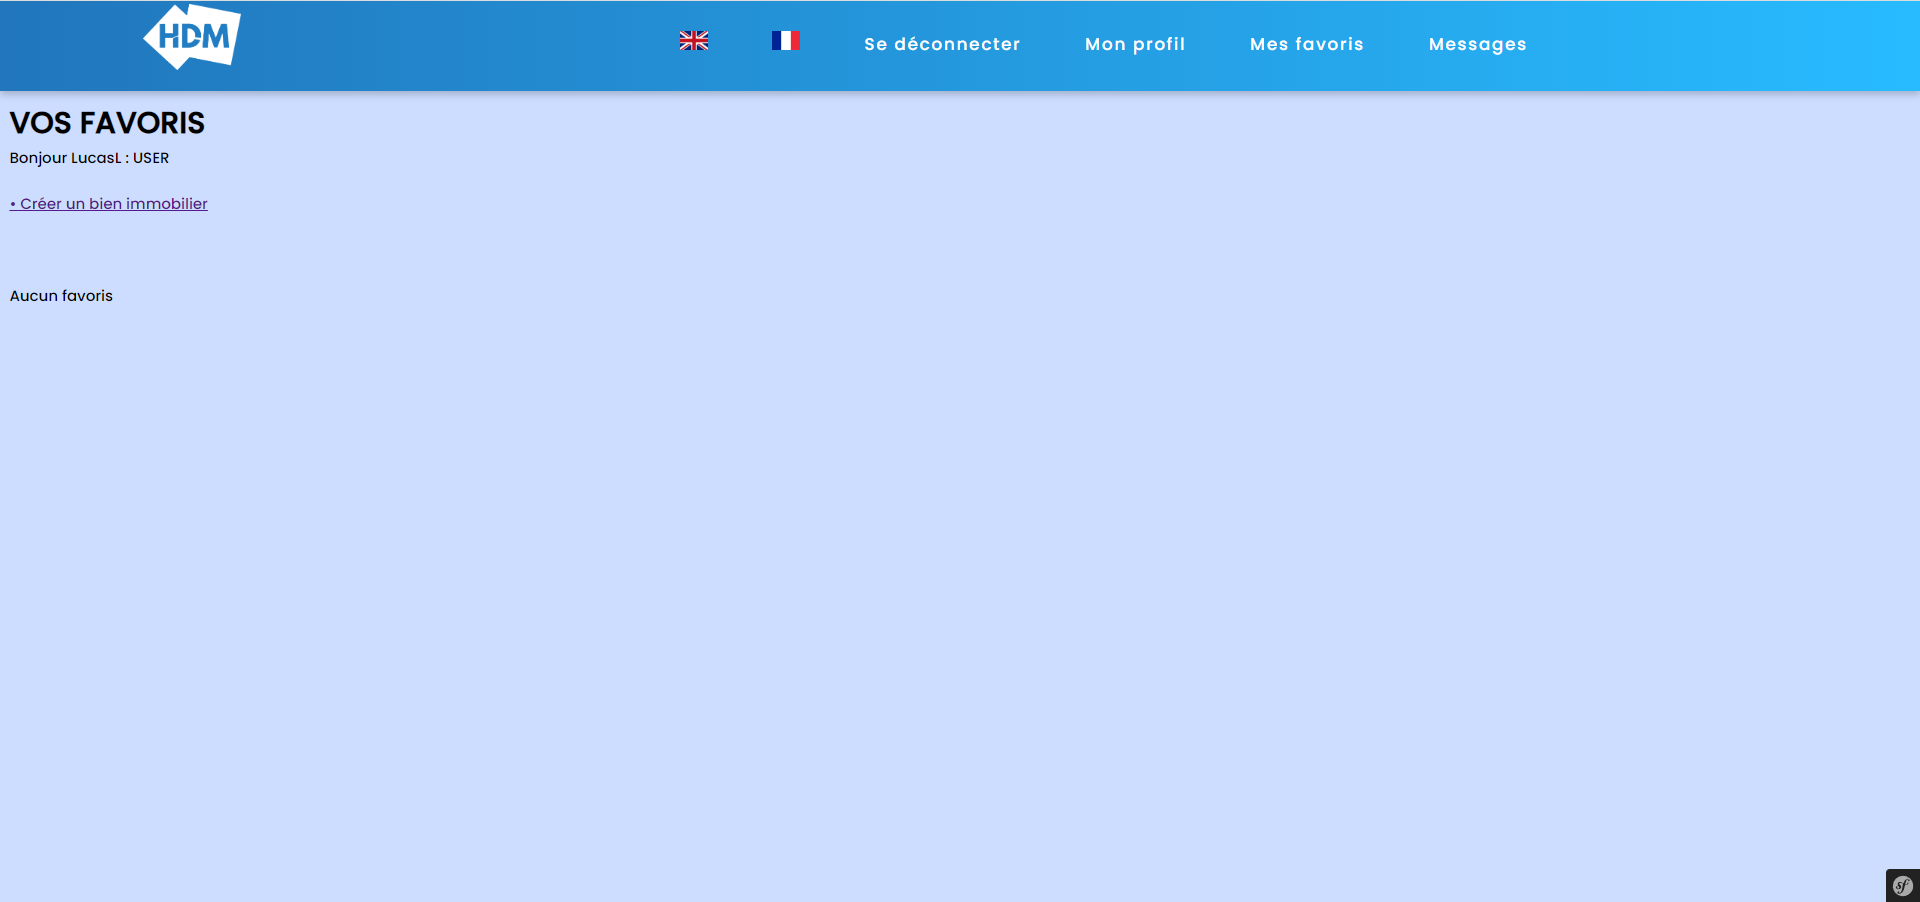 HDM
Se déconnecter Mon profil Mes favoris Messages
VOS FAVORIS
Bonjour LucasL : USER
• Créer un bien immobilier
Aucun favoris
sf